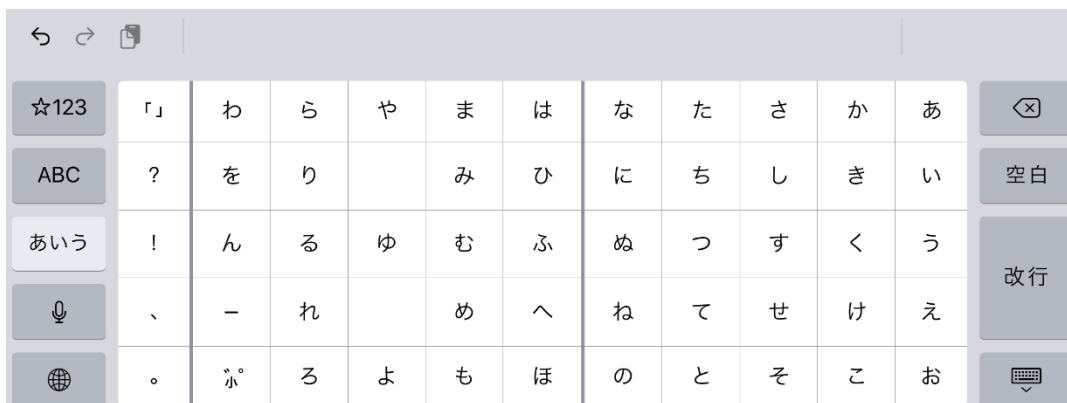 ☆123 「」 わ ら や ま は な た さ か あ
ABC ? を り み ひ に ち し き い 空白
あいう ! ん る ゆ む ふ ぬ つ す く う
改行
、 ー れ め へ ね て せ け え
。 ゛゜小 ろ よ も ほ の と そ こ お